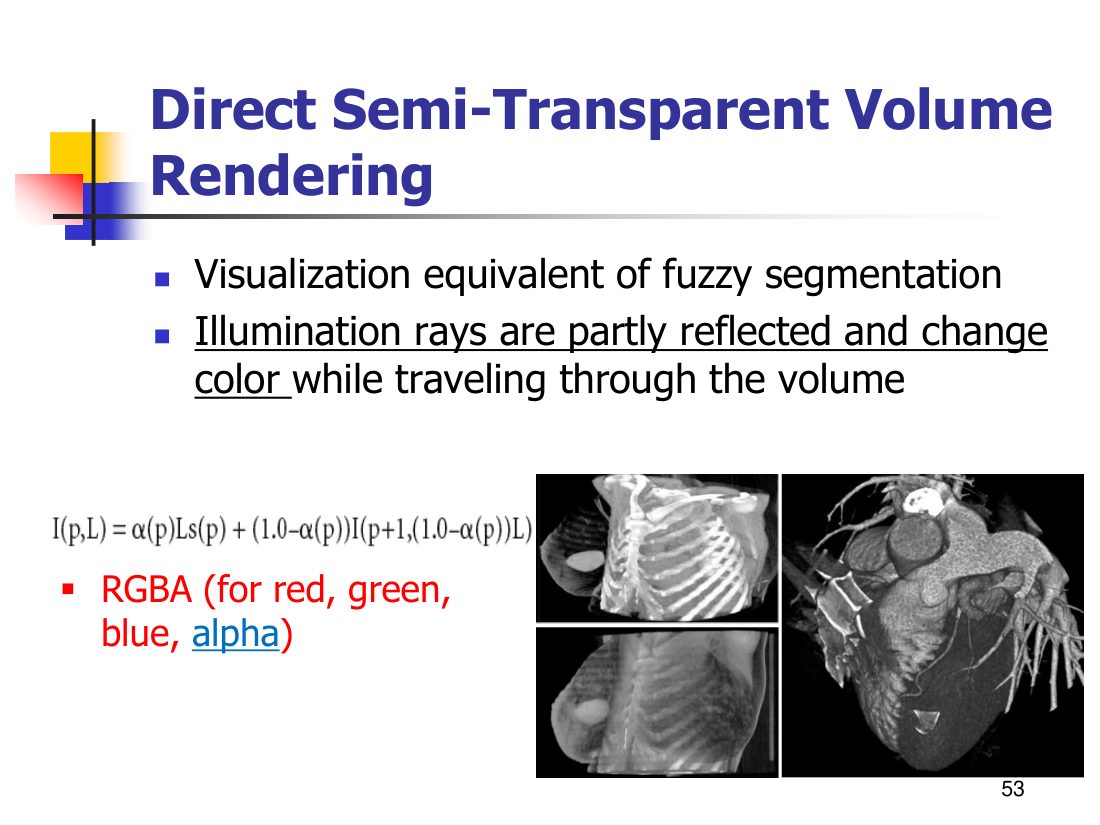 Direct Semi-Transparent Volume
Rendering
Visualization equivalent of fuzzy segmentation
Illumination rays are partly reflected and change
color while traveling through the volume
I(p,L) = α(p)Ls(p) + (1.0–α(p))I(p+1,(1.0–α(p))L)
RGBA (for red, green,
blue, alpha)
53